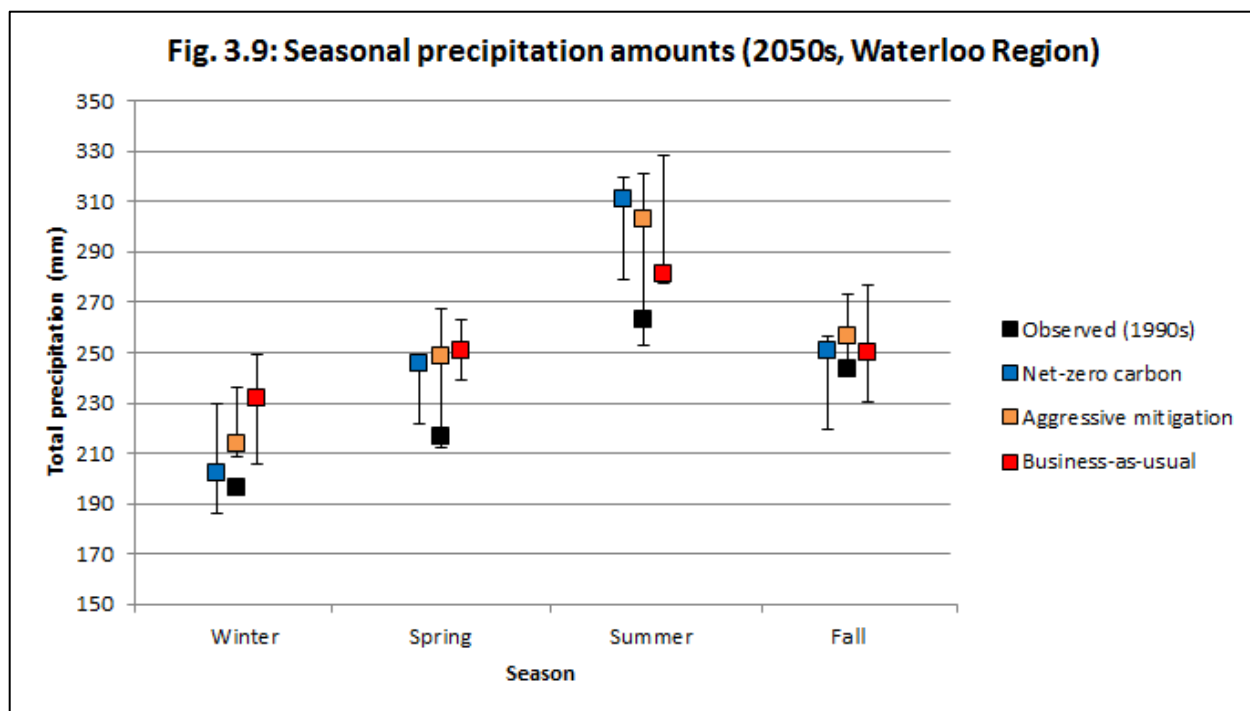 Fig. 3.9: Seasonal precipitation amounts (2050s, Waterloo Region)
Total precipitation (mm)
350
330
310
290
270
250
230
210
190
170
150
Winter
Spring
Summer
Fall
Season
Observed (1990s)
Net-zero carbon
Aggressive mitigation
Business-as-usual